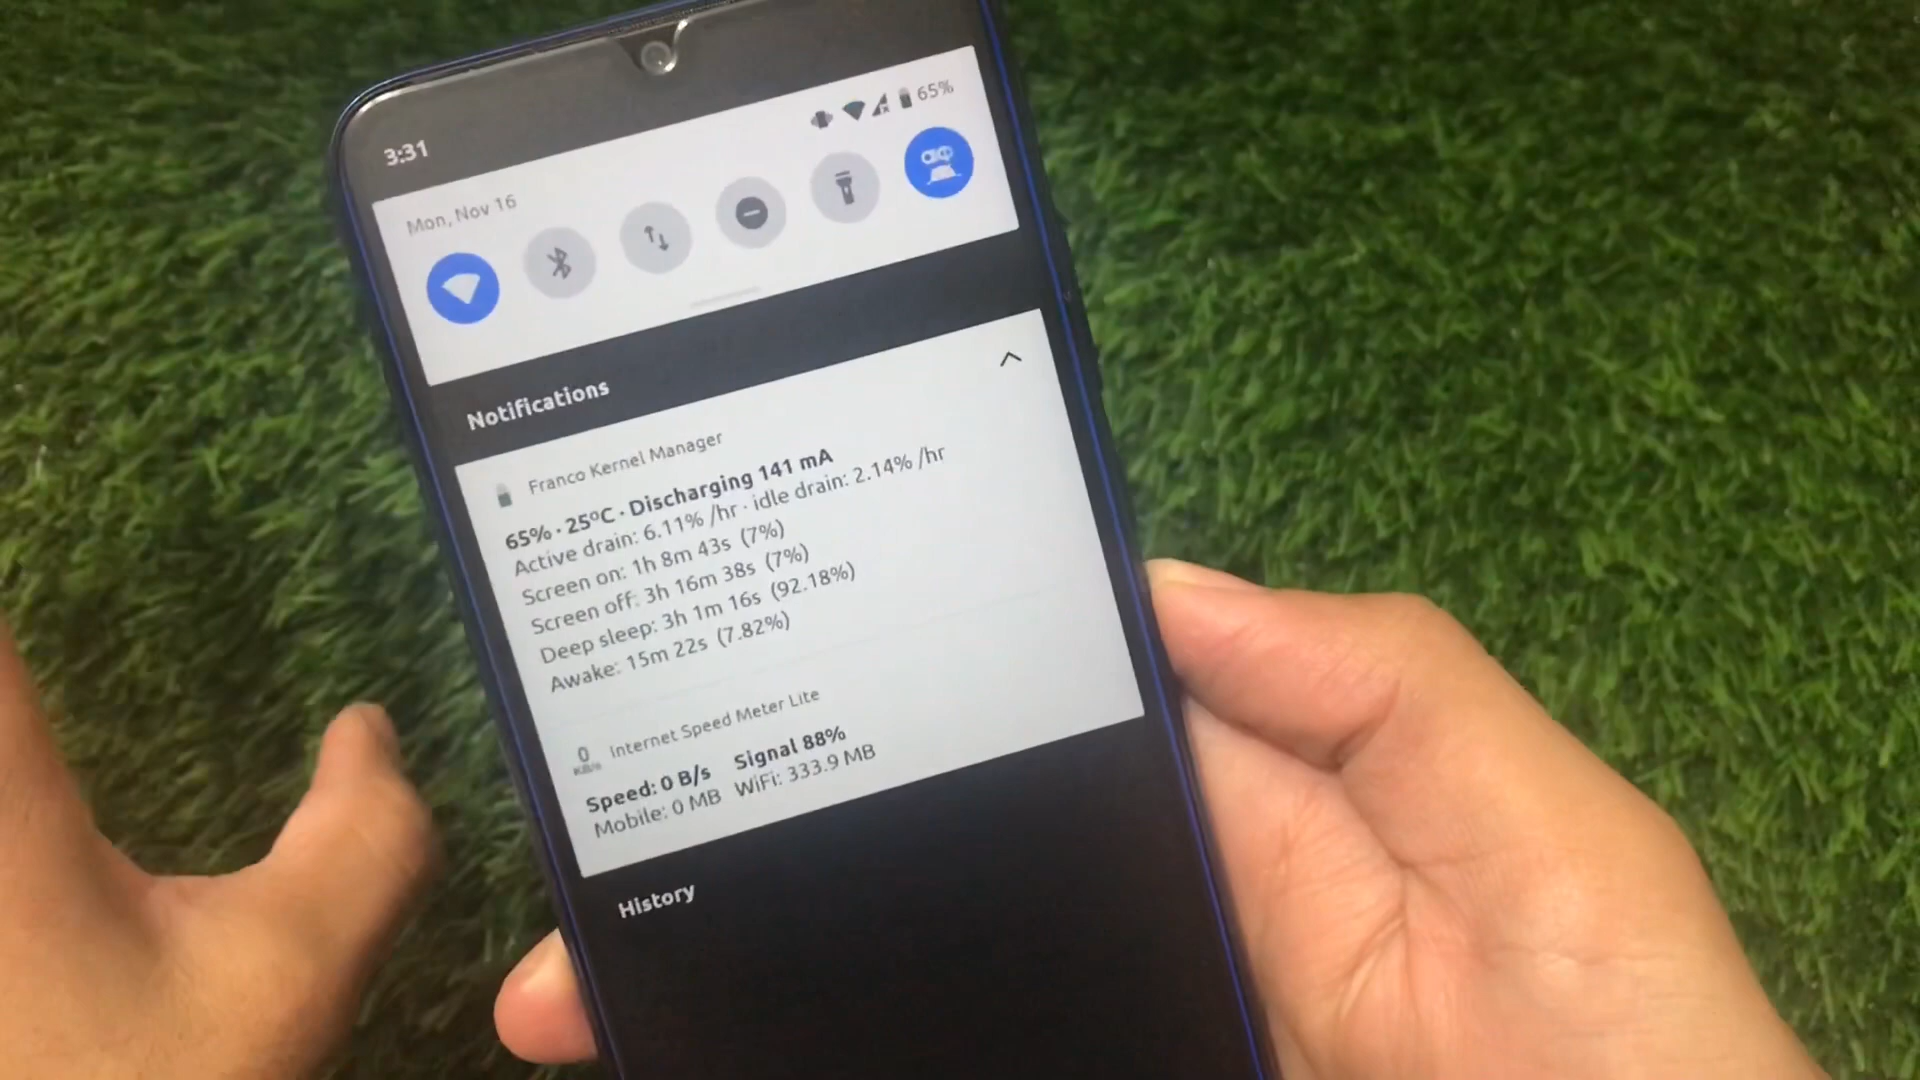 3:31
65%
Mon, Nov 16
Notifications
Franco Kernel Manager
65% · 25ºC · Discharging 141 mA
Active drain: 6.11% /hr · idle drain: 2.14% /hr
Screen on: 1h 8m 43s (7%)
Screen off: 3h 16m 38s (7%)
Deep sleep: 3h 1m 16s (92.18%)
Awake: 15m 22s (7.82%)
0
KB/s
Internet Speed Meter Lite
Speed: 0 B/s Signal 88%
Mobile: 0 MB WiFi: 333.9 MB
History